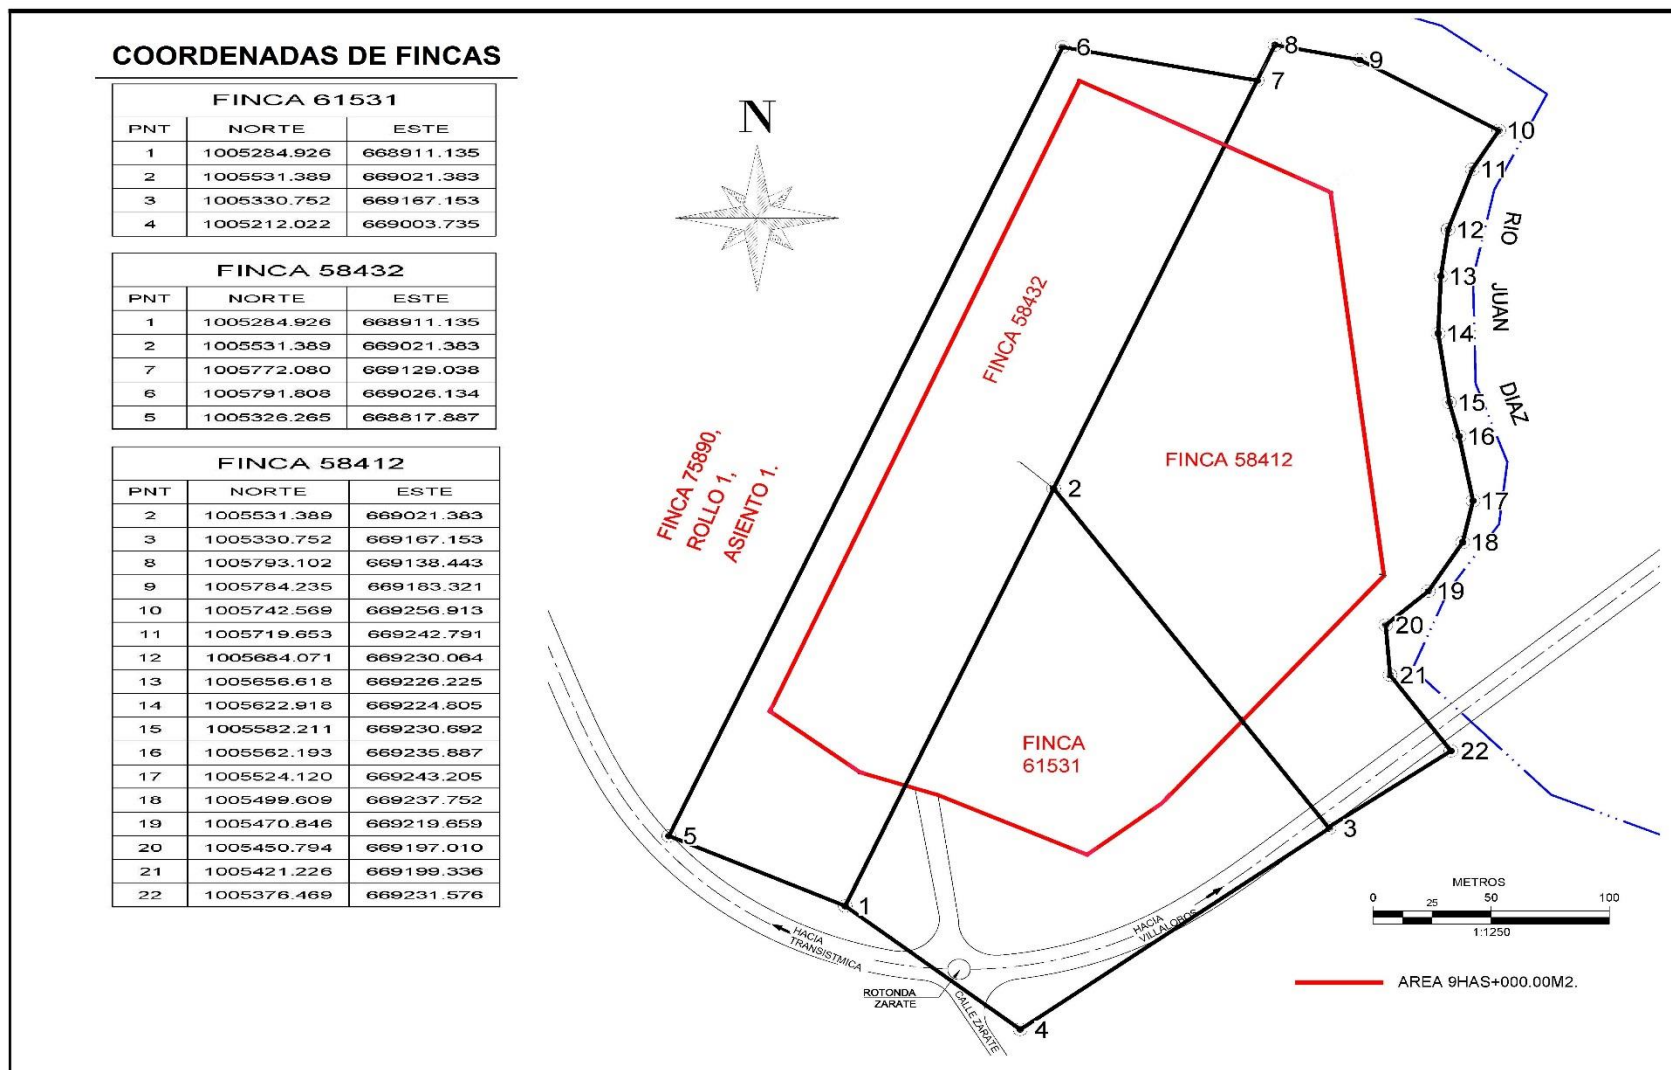 COORDENADAS DE FINCAS
FINCA 61531
PNT NORTE ESTE
1 1005284.926 668911.135
2 1005531.389 669021.383
3 1005330.752 669167.153
4 1005212.022 669003.735
FINCA 58432
PNT NORTE ESTE
1 1005284.926 668911.135
2 1005531.389 669021.383
7 1005772.080 669129.038
6 1005791.808 669026.134
5 1005326.265 668817.887
FINCA 58412
PNT NORTE ESTE
2 1005531.389 669021.383
3 1005330.752 669167.153
8 1005793.102 669138.443
9 1005784.235 669183.321
10 1005742.569 669256.913
11 1005719.653 669242.791
12 1005684.071 669230.064
13 1005656.618 669226.225
14 1005622.918 669224.805
15 1005582.211 669230.692
16 1005562.193 669235.887
17 1005524.120 669243.205
18 1005499.609 669237.752
19 1005470.846 669219.659
20 1005450.794 669197.010
21 1005421.226 669199.336
22 1005376.469 669231.576
N
6
8
9
7
10
11
12
13
14
15
16
17
18
19
20
21
22
2
3
5
1
4
RIO
JUAN
DIAZ
FINCA 58432
FINCA 58412
FINCA 75890,
ROLLO 1,
ASIENTO 1.
FINCA
61531
HACIA
TRANSISTMICA
HACIA
VILLALOBOS
ROTONDA
ZARATE
CALLE ZARATE
METROS
0 25 50 100
1:1250
AREA 9HAS+000.00M2.